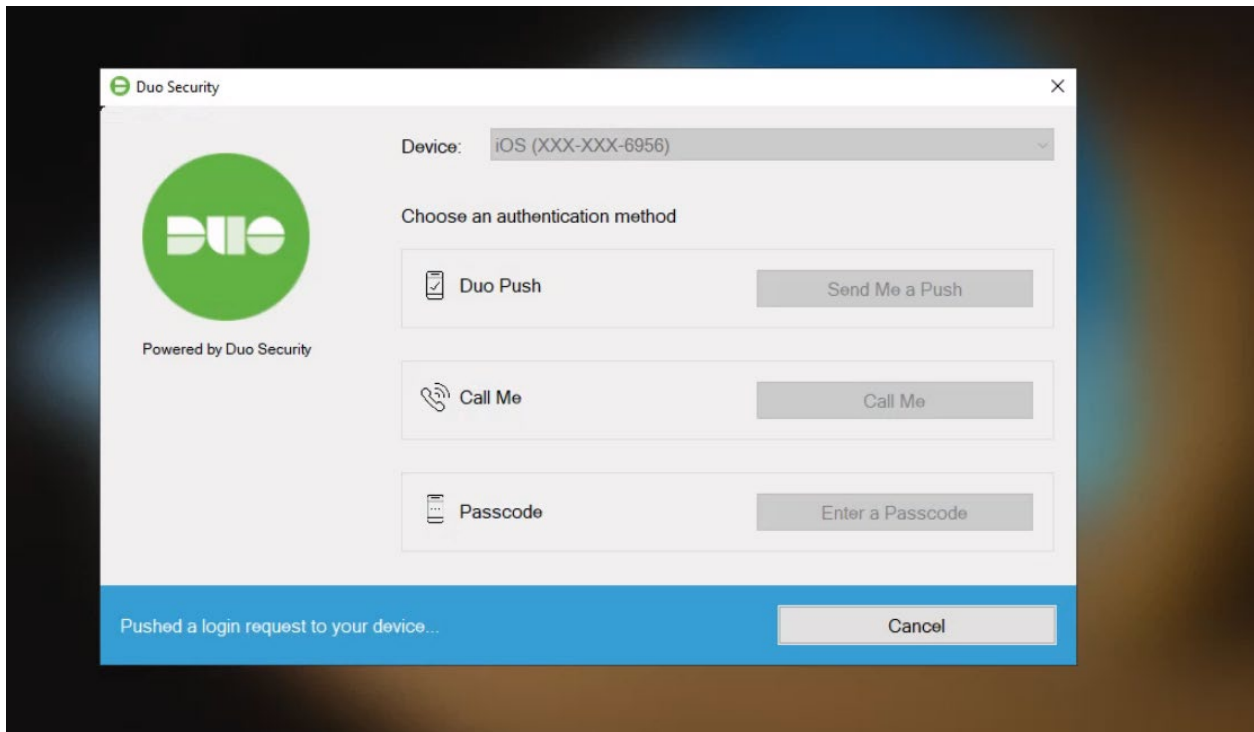 Duo Security
Device: iOS (XXX-XXX-6956)
Choose an authentication method
DUO
Powered by Duo Security
Duo Push Send Me a Push
Call Me Call Me
Passcode Enter a Passcode
Pushed a login request to your device... Cancel